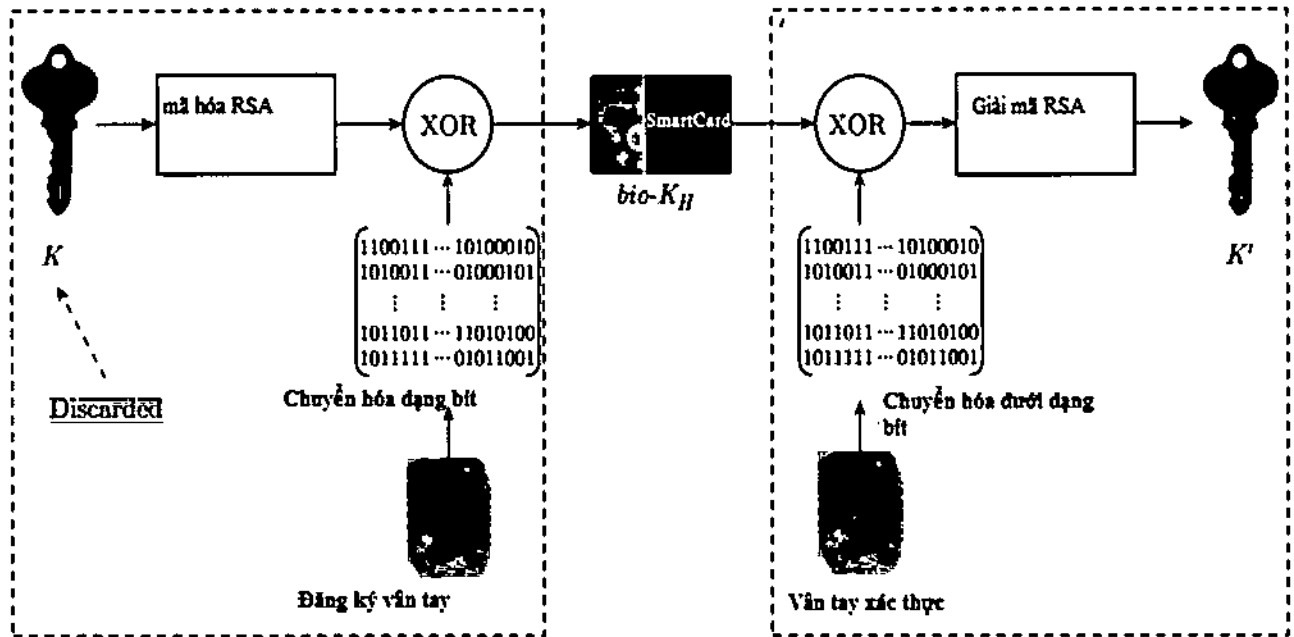 mã hóa RSA
XOR
SmartCard
XOR
Giải mã RSA
bio-K_H
K
K'
1100111 ··· 10100010
1010011 ··· 01000101
⋮ ⋮ ⋮
1011011 ··· 11010100
1011111 ··· 01011001
1100111 ··· 10100010
1010011 ··· 01000101
⋮ ⋮ ⋮
1011011 ··· 11010100
1011111 ··· 01011001
Discarded
Chuyển hóa dạng bít
Chuyển hóa dưới dạng
bít
Đăng ký vân tay
Vân tay xác thực